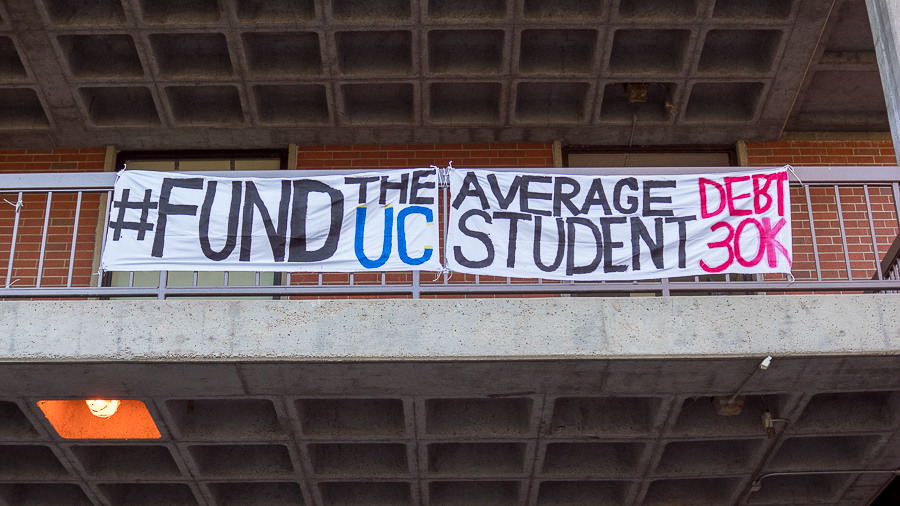 #FUND THE UC
AVERAGE DEBT
STUDENT 30K